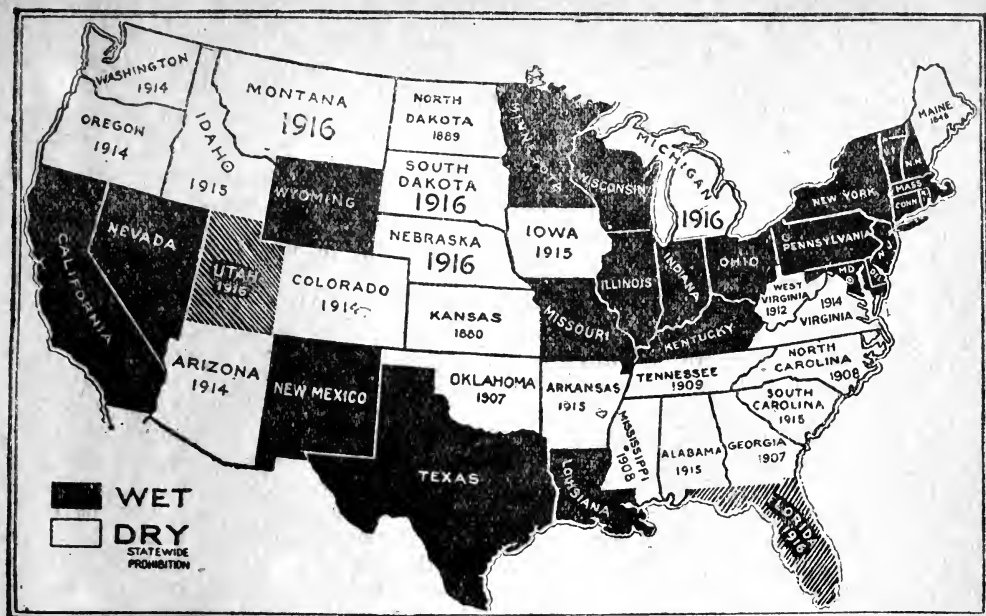 WASHINGTON
1914
OREGON
1914
IDAHO
1915
MONTANA
1916
NORTH
DAKOTA
1889
SOUTH
DAKOTA
1916
WYOMING
NEBRASKA
1916
NEVADA
CALIFORNIA
UTAH
1916
COLORADO
1914
KANSAS
1880
ARIZONA
1914
NEW MEXICO
OKLAHOMA
1907
TEXAS
IOWA
1915
WISCONSIN
MICHIGAN
1916
ILLINOIS
INDIANA
OHIO
MISSOURI
KENTUCKY
ARKANSAS
1915
LOUISIANA
TENNESSEE
1909
MISSISSIPPI
1908
ALABAMA
1915
GEORGIA
1907
FLORIDA
1916
SOUTH
CAROLINA
1915
NORTH
CAROLINA
1908
1914
VIRGINIA
WEST
VIRGINIA
1912
MD
DEL
PENNSYLVANIA
N
J
NEW YORK
CONN
R.I.
MASS
N.H.
MAINE
WET
DRY
STATEWIDE
PROHIBITION